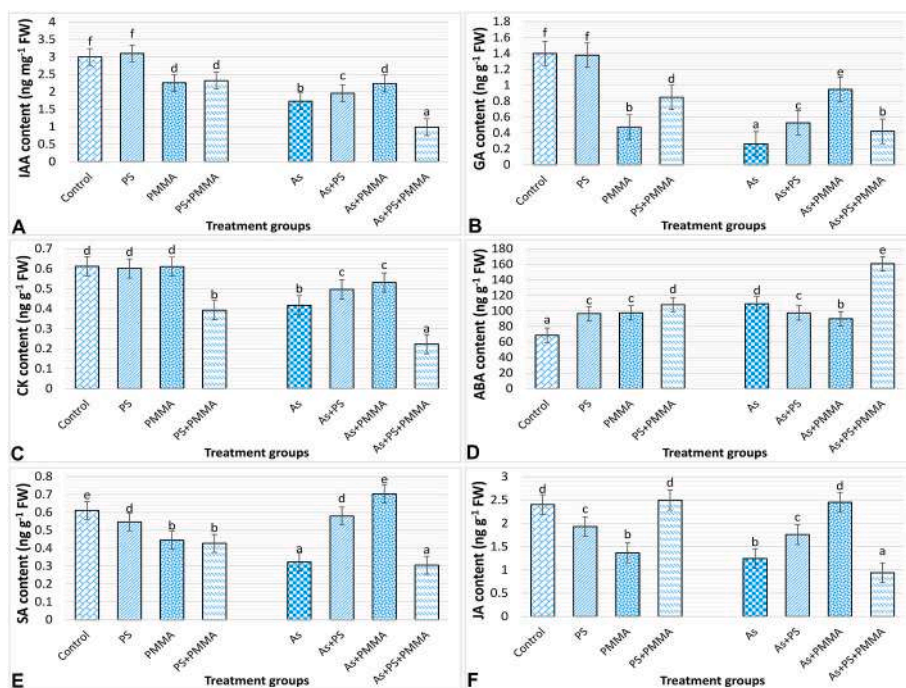 IAA content (ng mg⁻¹ FW)
4
3.5
3
2.5
2
1.5
1
0.5
0
f f d d b c d a
Control PS PMMA PS+PMMA As As+PS As+PMMA As+PS+PMMA
A Treatment groups
GA content (ng g⁻¹ FW)
1.8
1.6
1.4
1.2
1
0.8
0.6
0.4
0.2
0
f f b d a c e b
Control PS PMMA PS+PMMA As As+PS As+PMMA As+PS+PMMA
B Treatment groups
CK content (ng g⁻¹ FW)
0.7
0.6
0.5
0.4
0.3
0.2
0.1
0
d d d b b c c a
Control PS PMMA PS+PMMA As As+PS As+PMMA As+PS+PMMA
C Treatment groups
ABA content (ng g⁻¹ FW)
180
160
140
120
100
80
60
40
20
0
a c c d d c b e
Control PS PMMA PS+PMMA As As+PS As+PMMA As+PS+PMMA
D Treatment groups
SA content (ng g⁻¹ FW)
0.8
0.7
0.6
0.5
0.4
0.3
0.2
0.1
0
e d b b a d e a
Control PS PMMA PS+PMMA As As+PS As+PMMA As+PS+PMMA
E Treatment groups
JA content (ng g⁻¹ FW)
3
2.5
2
1.5
1
0.5
0
d c b d b c d a
Control PS PMMA PS+PMMA As As+PS As+PMMA As+PS+PMMA
F Treatment groups